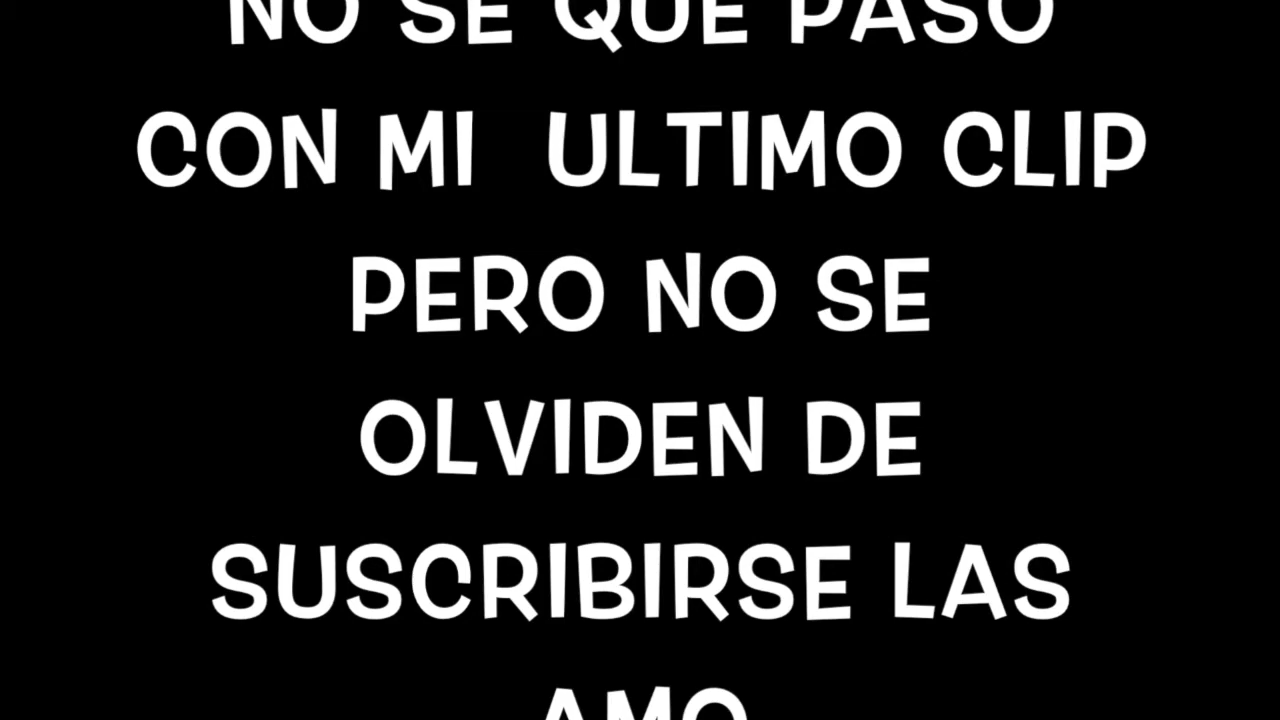 NO SE QUE PASO
CON MI  ULTIMO CLIP
PERO NO SE
OLVIDEN DE
SUSCRIBIRSE LAS
AMO